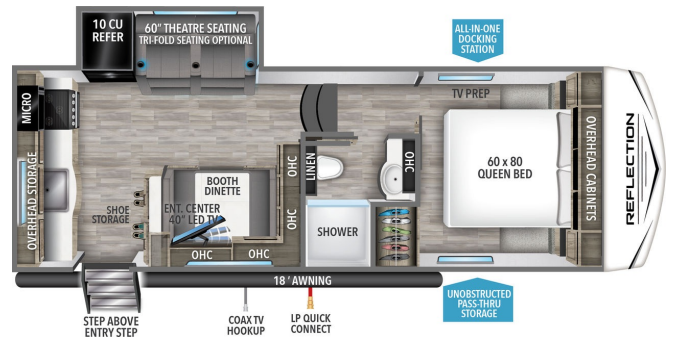 10 CU
REFER
60" THEATRE SEATING
TRI-FOLD SEATING OPTIONAL
ALL-IN-ONE
DOCKING
STATION
MICRO
OVERHEAD STORAGE
SHOE
STORAGE
BOOTH
DINETTE
ENT. CENTER
40" LED TV
OHC
OHC
OHC
OHC
LINEN
OHC
SHOWER
TV PREP
60 x 80
QUEEN BED
OVERHEAD CABINETS
REFLECTION
18 ' AWNING
STEP ABOVE
ENTRY STEP
COAX TV
HOOKUP
LP QUICK
CONNECT
UNOBSTRUCTED
PASS-THRU
STORAGE